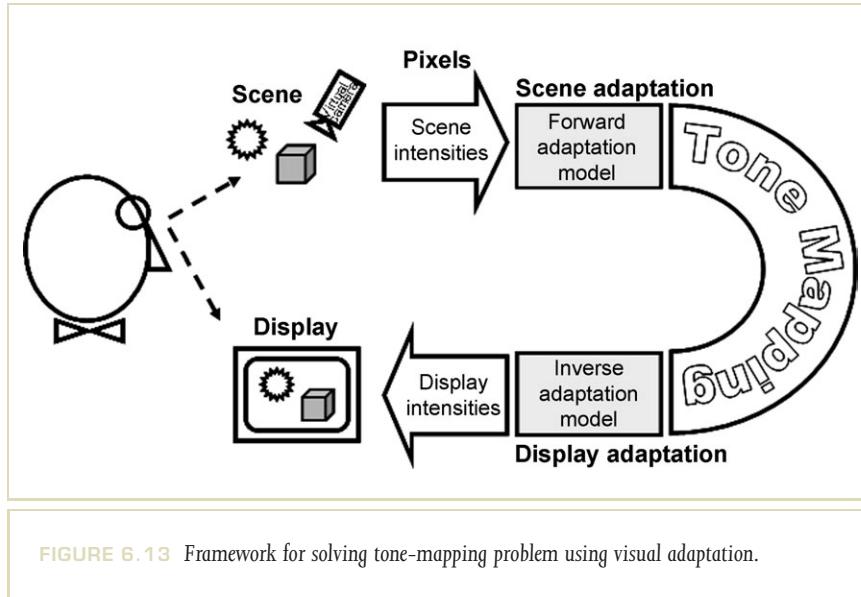 Pixels
Scene
Virtual
camera
Scene
intensities
Scene adaptation
Forward
adaptation
model
Tone Mapping
Display
Display
intensities
Inverse
adaptation
model
Display adaptation
FIGURE 6.13 Framework for solving tone-mapping problem using visual adaptation.